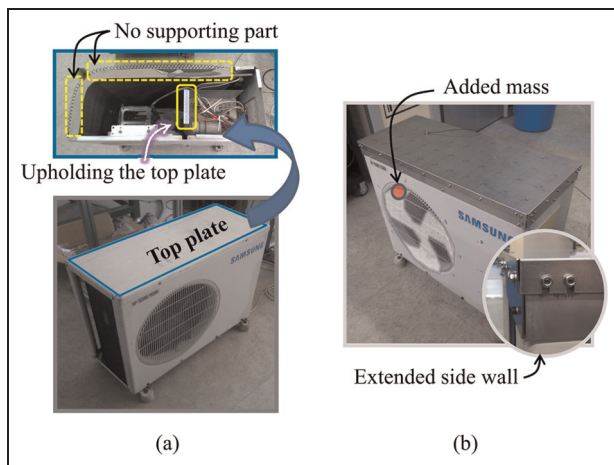 No supporting part
Upholding the top plate
Top plate
SAMSUNG
(a)
Added mass
SAMSUNG
Extended side wall
(b)